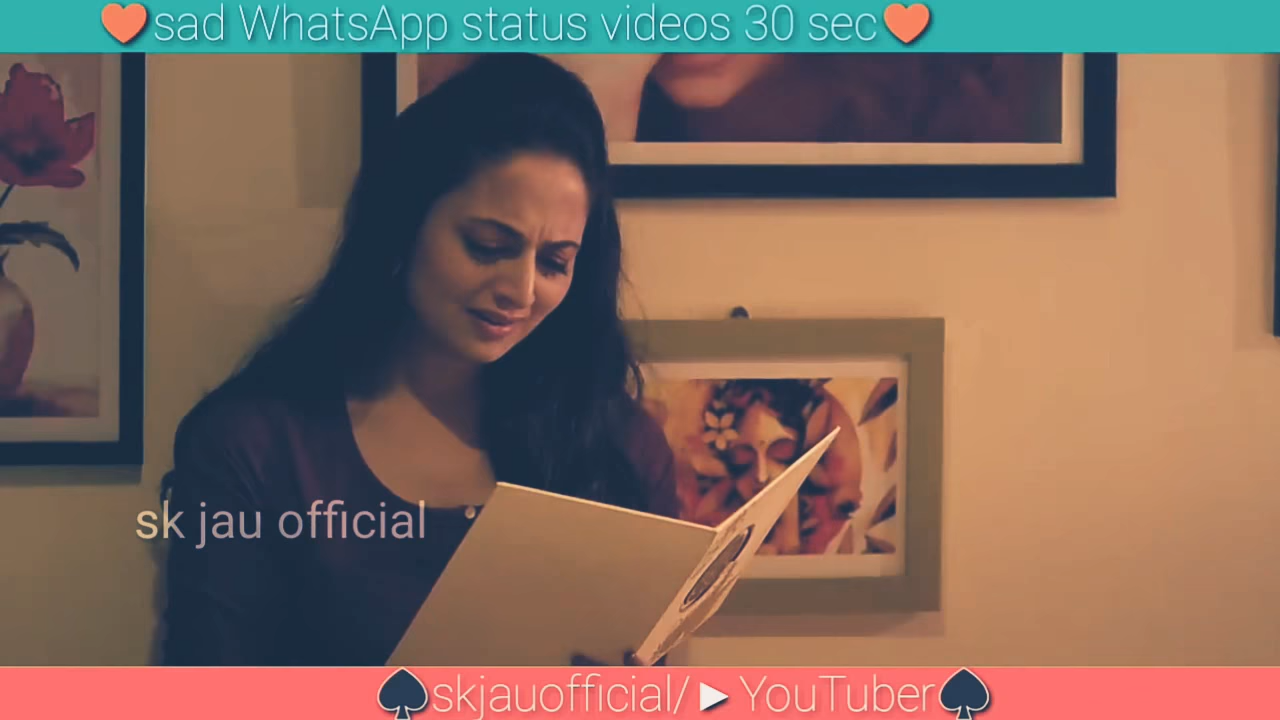 🧡sad WhatsApp status videos 30 sec🧡
sk jau official
♠skjauofficial/►YouTuber♠